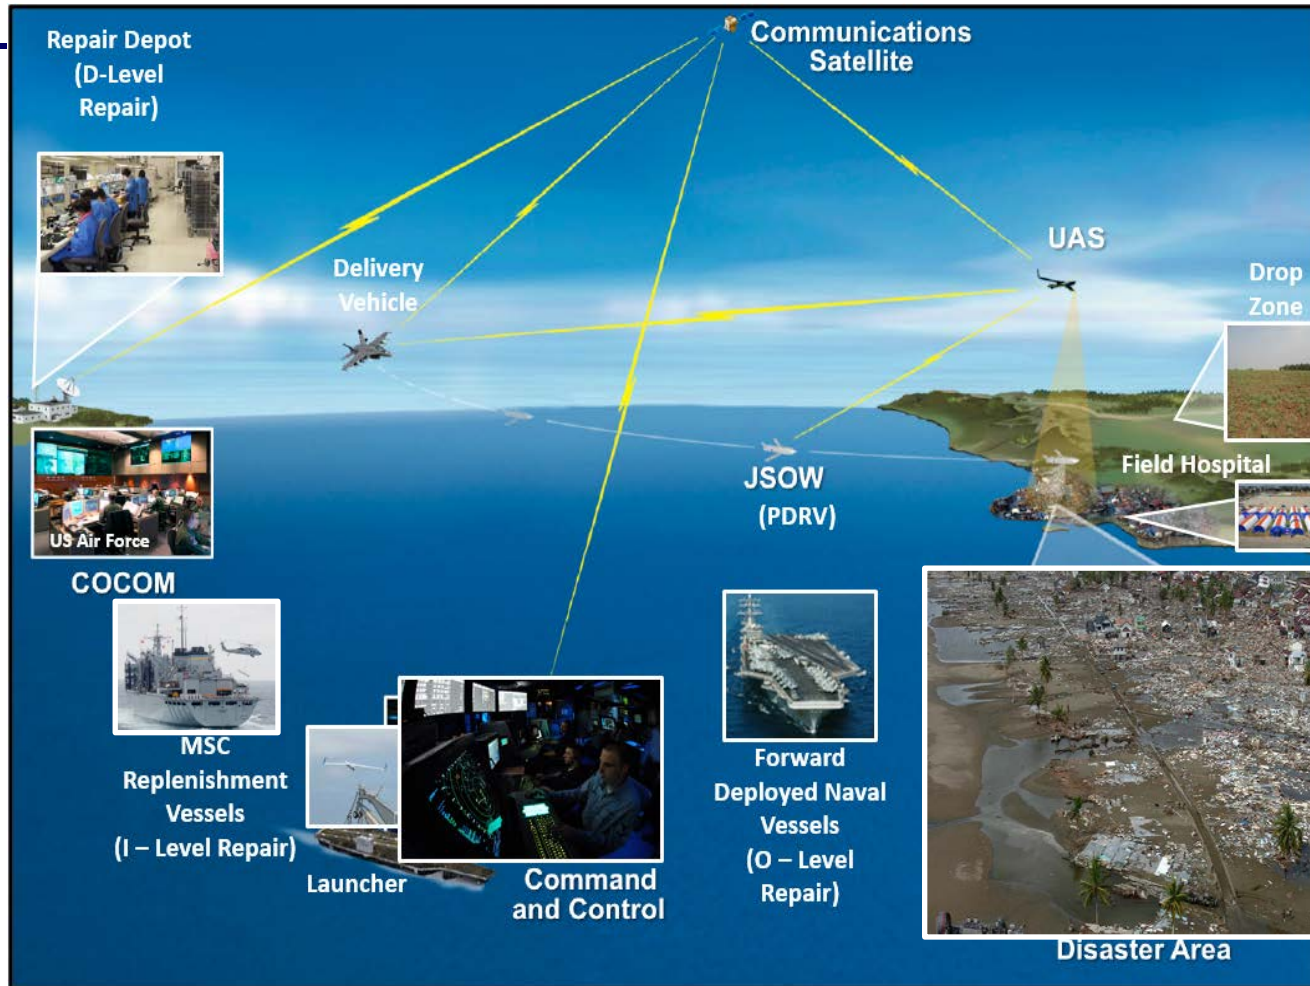 Repair Depot
(D-Level
Repair)
Communications
Satellite
UAS
Delivery
Vehicle
Drop
Zone
JSOW
(PDRV)
Field Hospital
US Air Force
COCOM
MSC
Replenishment
Vessels
(I – Level Repair)
Launcher
Command
and Control
Forward
Deployed Naval
Vessels
(O – Level
Repair)
Disaster Area